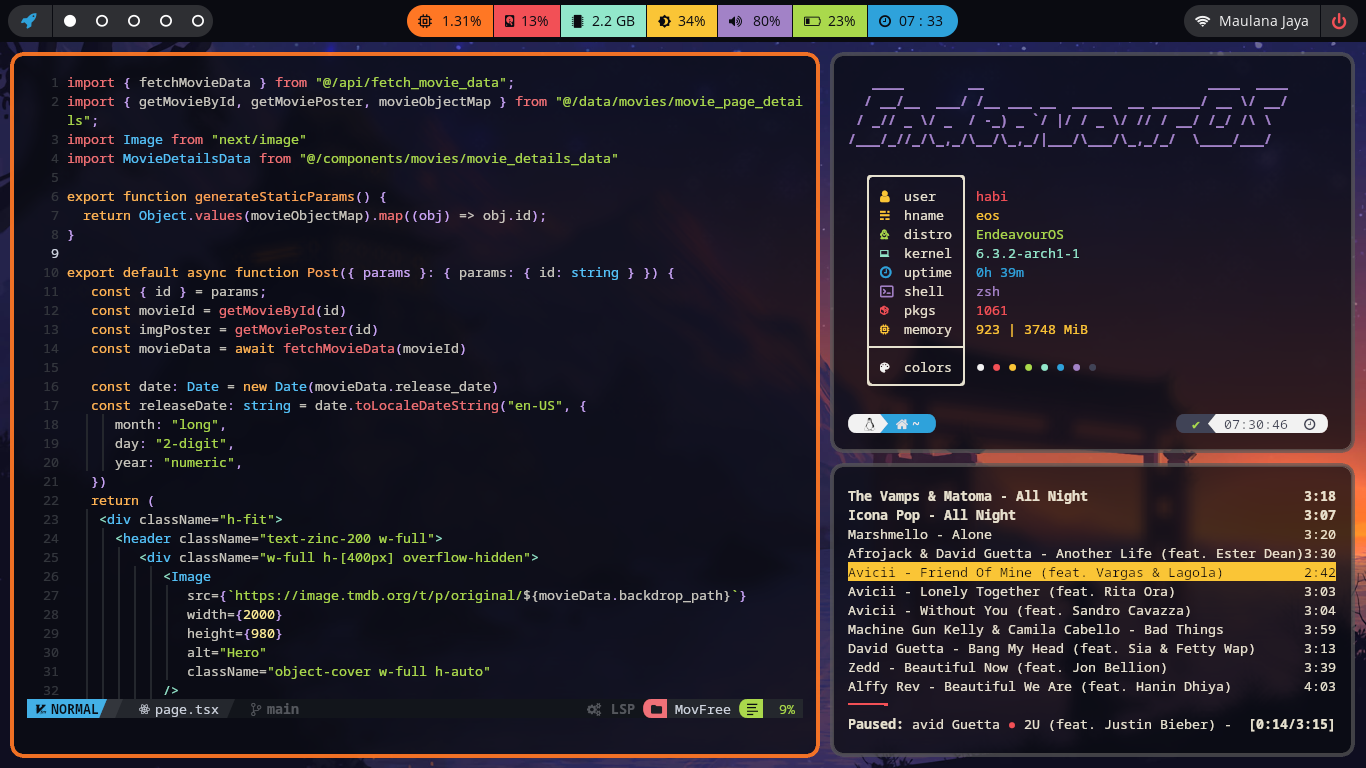 1.31%
13%
2.2 GB
34%
80%
23%
07 : 33
Maulana Jaya
1 import { fetchMovieData } from "@/api/fetch_movie_data";
2 import { getMovieById, getMoviePoster, movieObjectMap } from "@/data/movies/movie_page_detai
ls";
3 import Image from "next/image"
4 import MovieDetailsData from "@/components/movies/movie_details_data"
5
6 export function generateStaticParams() {
7 return Object.values(movieObjectMap).map((obj) => obj.id);
8 }
9
10 export default async function Post({ params }: { params: { id: string } }) {
11 const { id } = params;
12 const movieId = getMovieById(id)
13 const imgPoster = getMoviePoster(id)
14 const movieData = await fetchMovieData(movieId)
15
16 const date: Date = new Date(movieData.release_date)
17 const releaseDate: string = date.toLocaleDateString("en-US", {
18 month: "long",
19 day: "2-digit",
20 year: "numeric",
21 })
22 return (
23 <div className="h-fit">
24 <header className="text-zinc-200 w-full">
25 <div className="w-full h-[400px] overflow-hidden">
26 <Image
27 src={`https://image.tmdb.org/t/p/original/${movieData.backdrop_path}`}
28 width={2000}
29 height={980}
30 alt="Hero"
31 className="object-cover w-full h-auto"
32 />
NORMAL page.tsx main LSP MovFree 9%
EndeavourOS
user habi
hname eos
distro EndeavourOS
kernel 6.3.2-arch1-1
uptime 0h 39m
shell zsh
pkgs 1061
memory 923 | 3748 MiB
colors
~ ✔ 07:30:46
The Vamps & Matoma - All Night 3:18
Icona Pop - All Night 3:07
Marshmello - Alone 3:20
Afrojack & David Guetta - Another Life (feat. Ester Dean)3:30
Avicii - Friend Of Mine (feat. Vargas & Lagola) 2:42
Avicii - Lonely Together (feat. Rita Ora) 3:03
Avicii - Without You (feat. Sandro Cavazza) 3:04
Machine Gun Kelly & Camila Cabello - Bad Things 3:59
David Guetta - Bang My Head (feat. Sia & Fetty Wap) 3:13
Zedd - Beautiful Now (feat. Jon Bellion) 3:39
Alffy Rev - Beautiful We Are (feat. Hanin Dhiya) 4:03
Paused: avid Guetta • 2U (feat. Justin Bieber) - [0:14/3:15]